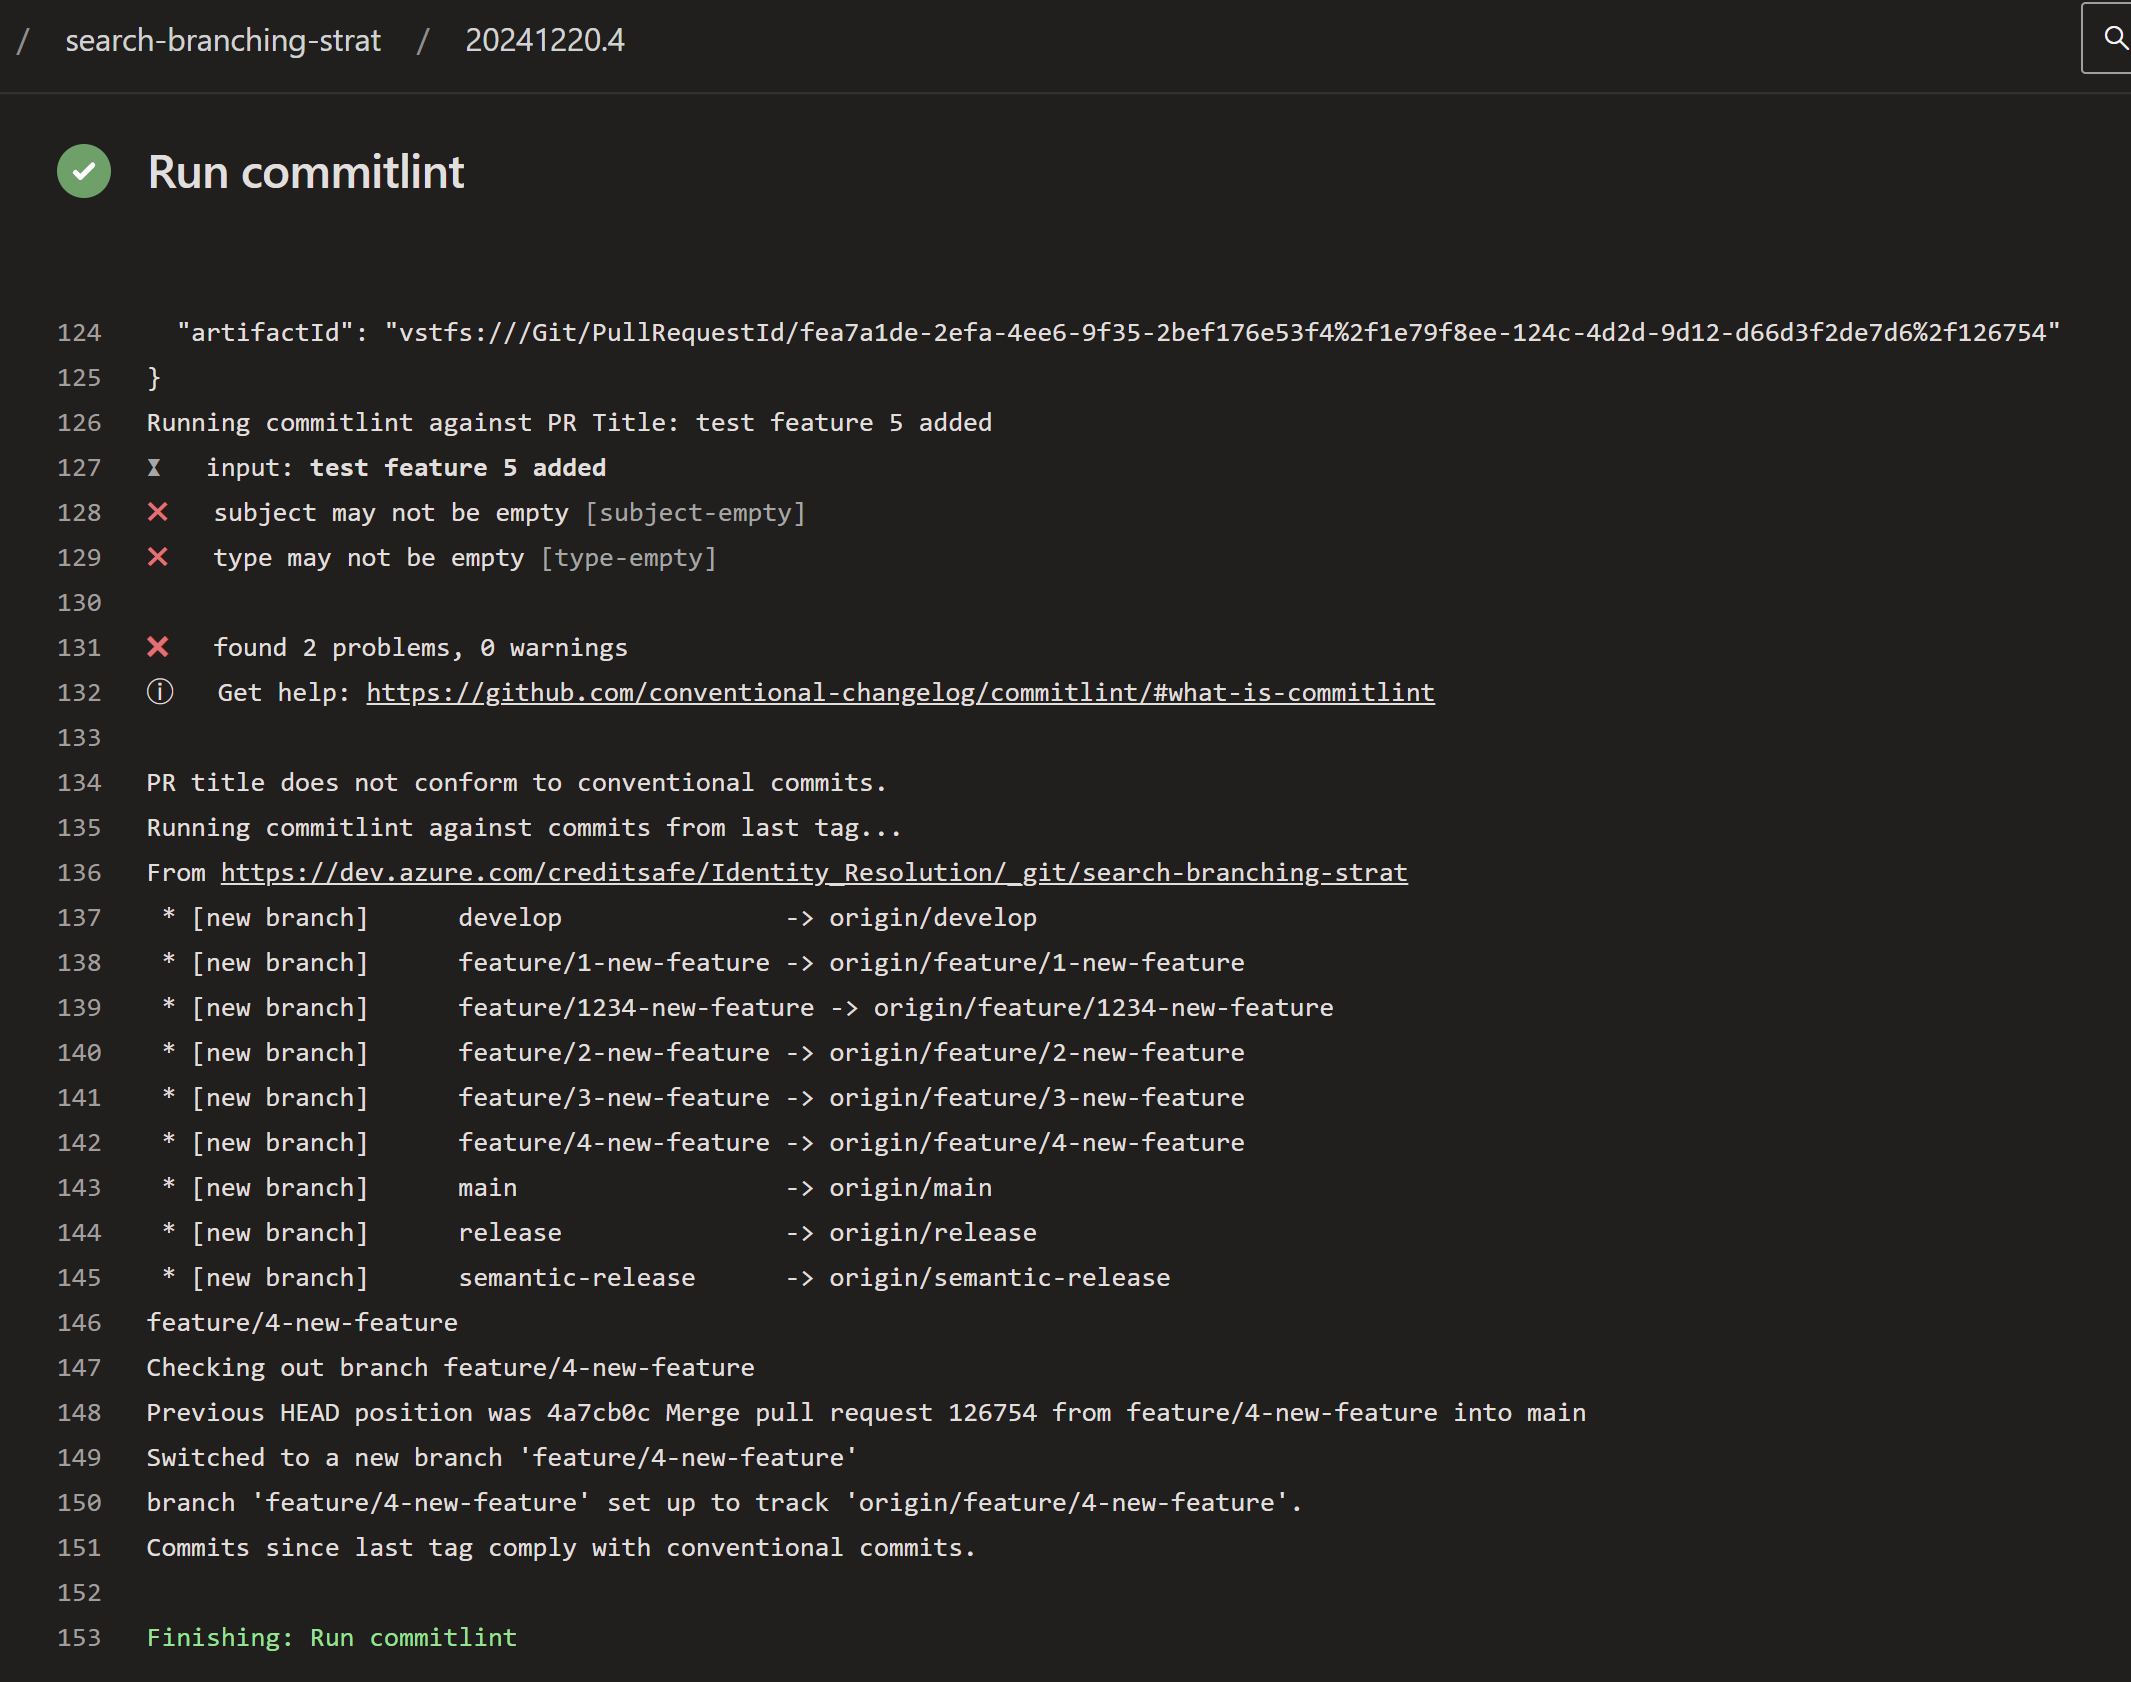 / search-branching-strat / 20241220.4
Run commitlint
124 "artifactId": "vstfs:///Git/PullRequestId/fea7a1de-2efa-4ee6-9f35-2bef176e53f4%2f1e79f8ee-124c-4d2d-9d12-d66d3f2de7d6%2f126754"
125 }
126 Running commitlint against PR Title: test feature 5 added
127 ⧗ input: test feature 5 added
128 ✖ subject may not be empty [subject-empty]
129 ✖ type may not be empty [type-empty]
130
131 ✖ found 2 problems, 0 warnings
132 ⓘ Get help: https://github.com/conventional-changelog/commitlint/#what-is-commitlint
133
134 PR title does not conform to conventional commits.
135 Running commitlint against commits from last tag...
136 From https://dev.azure.com/creditsafe/Identity_Resolution/_git/search-branching-strat
137 * [new branch] develop -> origin/develop
138 * [new branch] feature/1-new-feature -> origin/feature/1-new-feature
139 * [new branch] feature/1234-new-feature -> origin/feature/1234-new-feature
140 * [new branch] feature/2-new-feature -> origin/feature/2-new-feature
141 * [new branch] feature/3-new-feature -> origin/feature/3-new-feature
142 * [new branch] feature/4-new-feature -> origin/feature/4-new-feature
143 * [new branch] main -> origin/main
144 * [new branch] release -> origin/release
145 * [new branch] semantic-release -> origin/semantic-release
146 feature/4-new-feature
147 Checking out branch feature/4-new-feature
148 Previous HEAD position was 4a7cb0c Merge pull request 126754 from feature/4-new-feature into main
149 Switched to a new branch 'feature/4-new-feature'
150 branch 'feature/4-new-feature' set up to track 'origin/feature/4-new-feature'.
151 Commits since last tag comply with conventional commits.
152
153 Finishing: Run commitlint